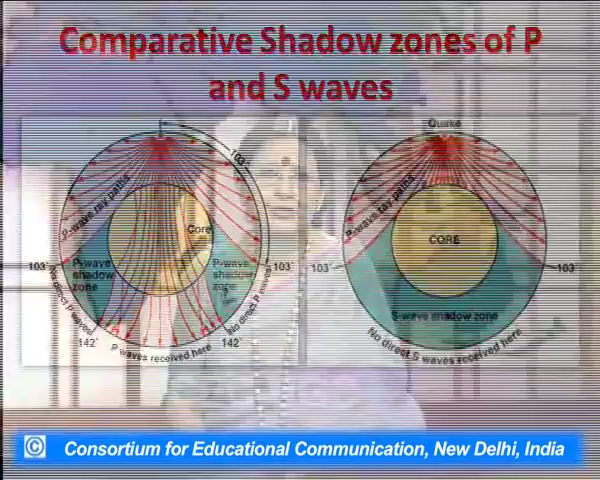 Comparative Shadow zones of P
and S waves
103°
P-wave ray paths
Core
P-wave
shadow
zone
P-wave
shadow
zone
103°
103°
No direct P waves
No direct P waves
142°
142°
P waves received here
Quake
P-wave ray paths
CORE
103°
103°
S-wave shadow zone
No direct S waves received here
© Consortium for Educational Communication, New Delhi, India